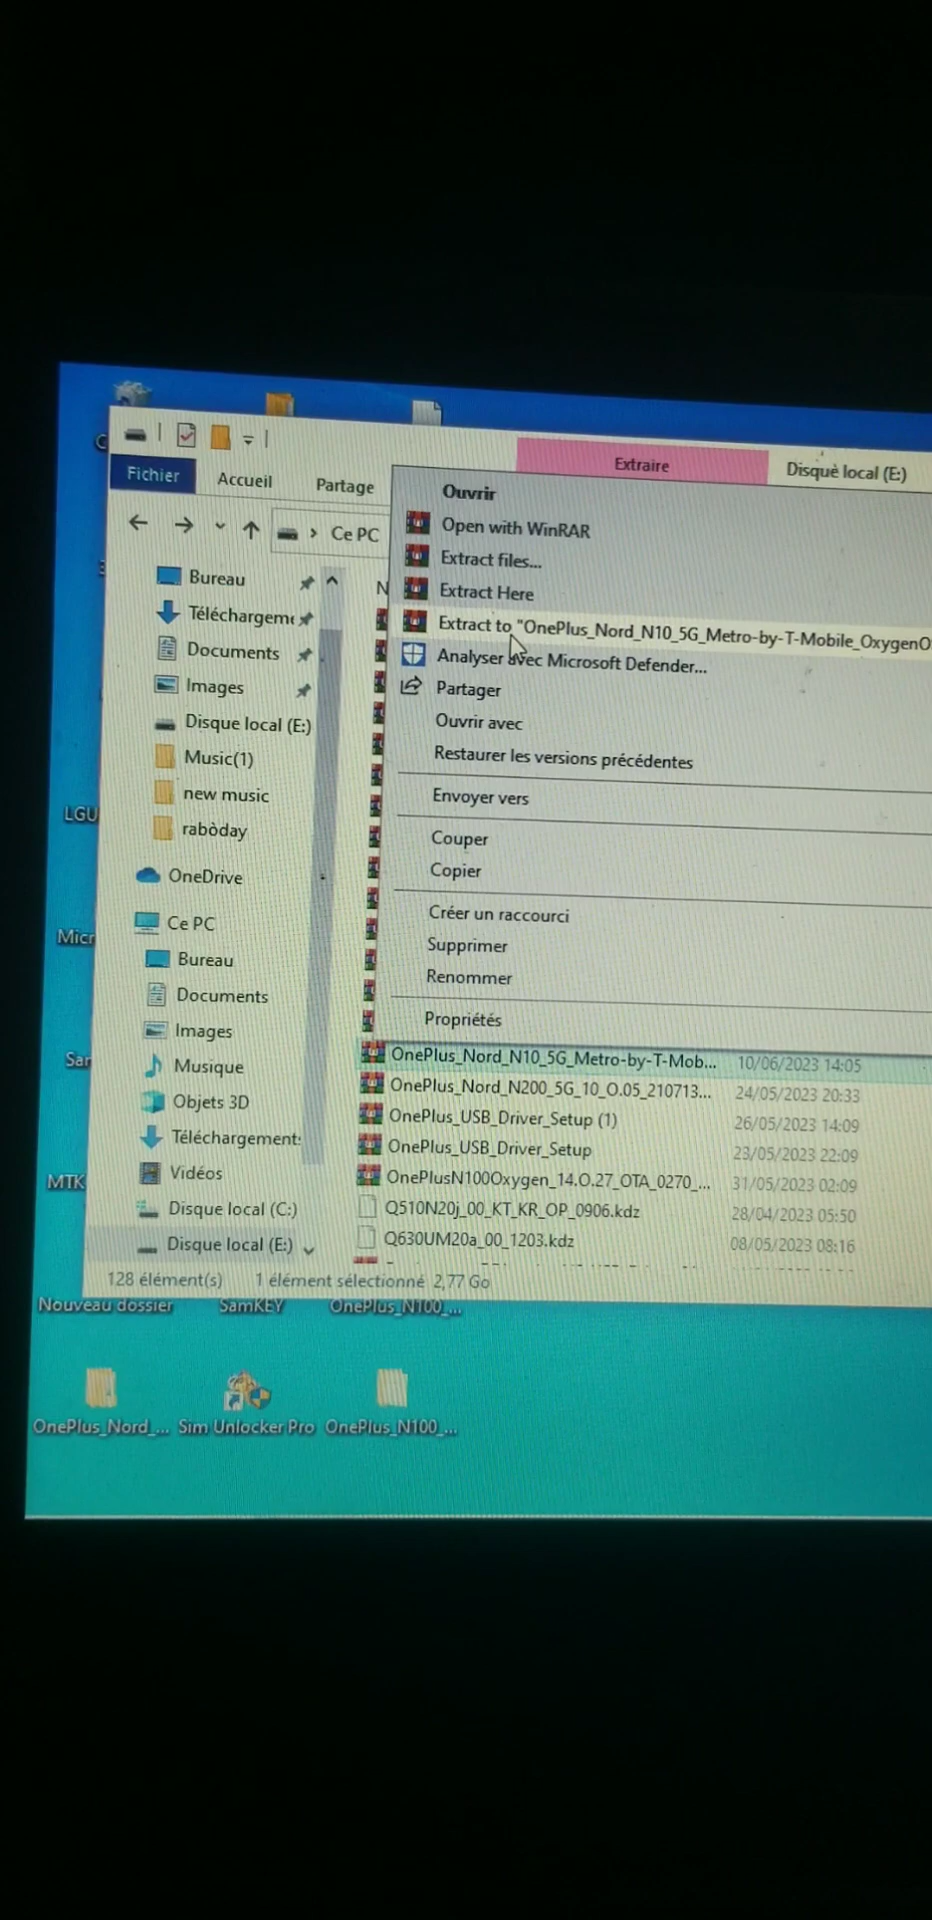 Extraire
Disque local (E:)
Fichier
Accueil
Partage
Ce PC
Ouvrir
Open with WinRAR
Extract files...
Extract Here
Extract to "OnePlus_Nord_N10_5G_Metro-by-T-Mobile_OxygenO
Analyser avec Microsoft Defender...
Partager
Ouvrir avec
Restaurer les versions précédentes
Envoyer vers
Couper
Copier
Créer un raccourci
Supprimer
Renommer
Propriétés
Bureau
Téléchargeme
Documents
Images
Disque local (E:)
Music(1)
new music
rabòday
OneDrive
Ce PC
Bureau
Documents
Images
Musique
Objets 3D
Téléchargement:
Vidéos
Disque local (C:)
Disque local (E:)
OnePlus_Nord_N10_5G_Metro-by-T-Mob... 10/06/2023 14:05
OnePlus_Nord_N200_5G_10_O.05_210713... 24/05/2023 20:33
OnePlus_USB_Driver_Setup (1) 26/05/2023 14:09
OnePlus_USB_Driver_Setup 23/05/2023 22:09
OnePlusN100Oxygen_14.O.27_OTA_0270_... 31/05/2023 02:09
Q510N20j_00_KT_KR_OP_0906.kdz 28/04/2023 05:50
Q630UM20a_00_1203.kdz 08/05/2023 08:16
128 élément(s) 1 élément sélectionné 2,77 Go
LGU
Micr
Sar
MTK
Nouveau dossier SamKEY OnePlus_N100_...
OnePlus_Nord_... Sim Unlocker Pro OnePlus_N100_...